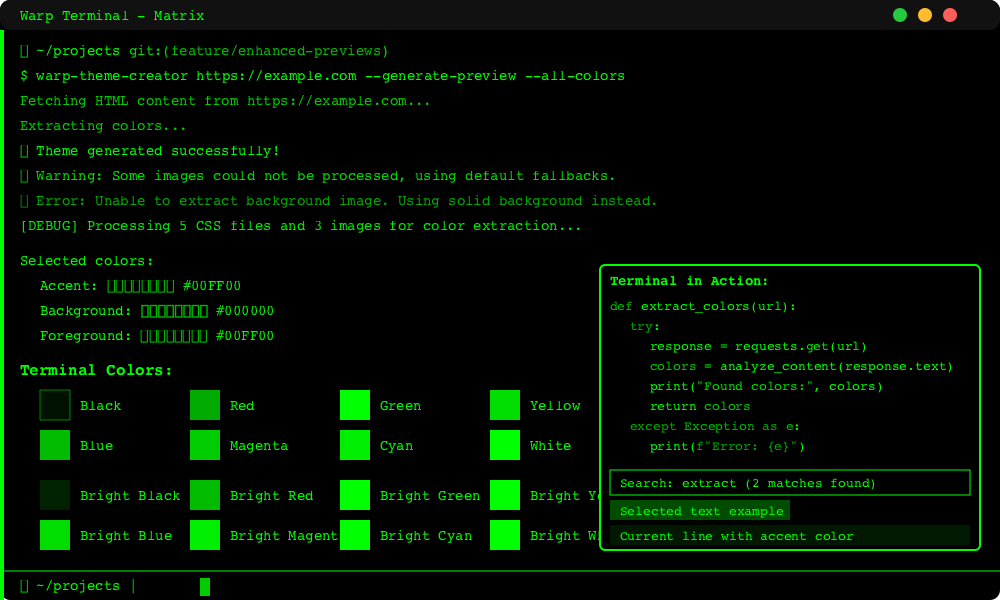 Warp Terminal - Matrix
~/projects git:(feature/enhanced-previews)
$ warp-theme-creator https://example.com --generate-preview --all-colors
Fetching HTML content from https://example.com...
Extracting colors...
Theme generated successfully!
Warning: Some images could not be processed, using default fallbacks.
Error: Unable to extract background image. Using solid background instead.
[DEBUG] Processing 5 CSS files and 3 images for color extraction...
Selected colors:
Accent: #00FF00
Background: #000000
Foreground: #00FF00
Terminal Colors:
Black Red Green Yellow
Blue Magenta Cyan White
Bright Black Bright Red Bright Green Bright
Bright Blue Bright Magent Bright Cyan Bright
Terminal in Action:
def extract_colors(url):
try:
response = requests.get(url)
colors = analyze_content(response.text)
print("Found colors:", colors)
return colors
except Exception as e:
print(f"Error: {e}")
Search: extract (2 matches found)
Selected text example
Current line with accent color
~/projects |